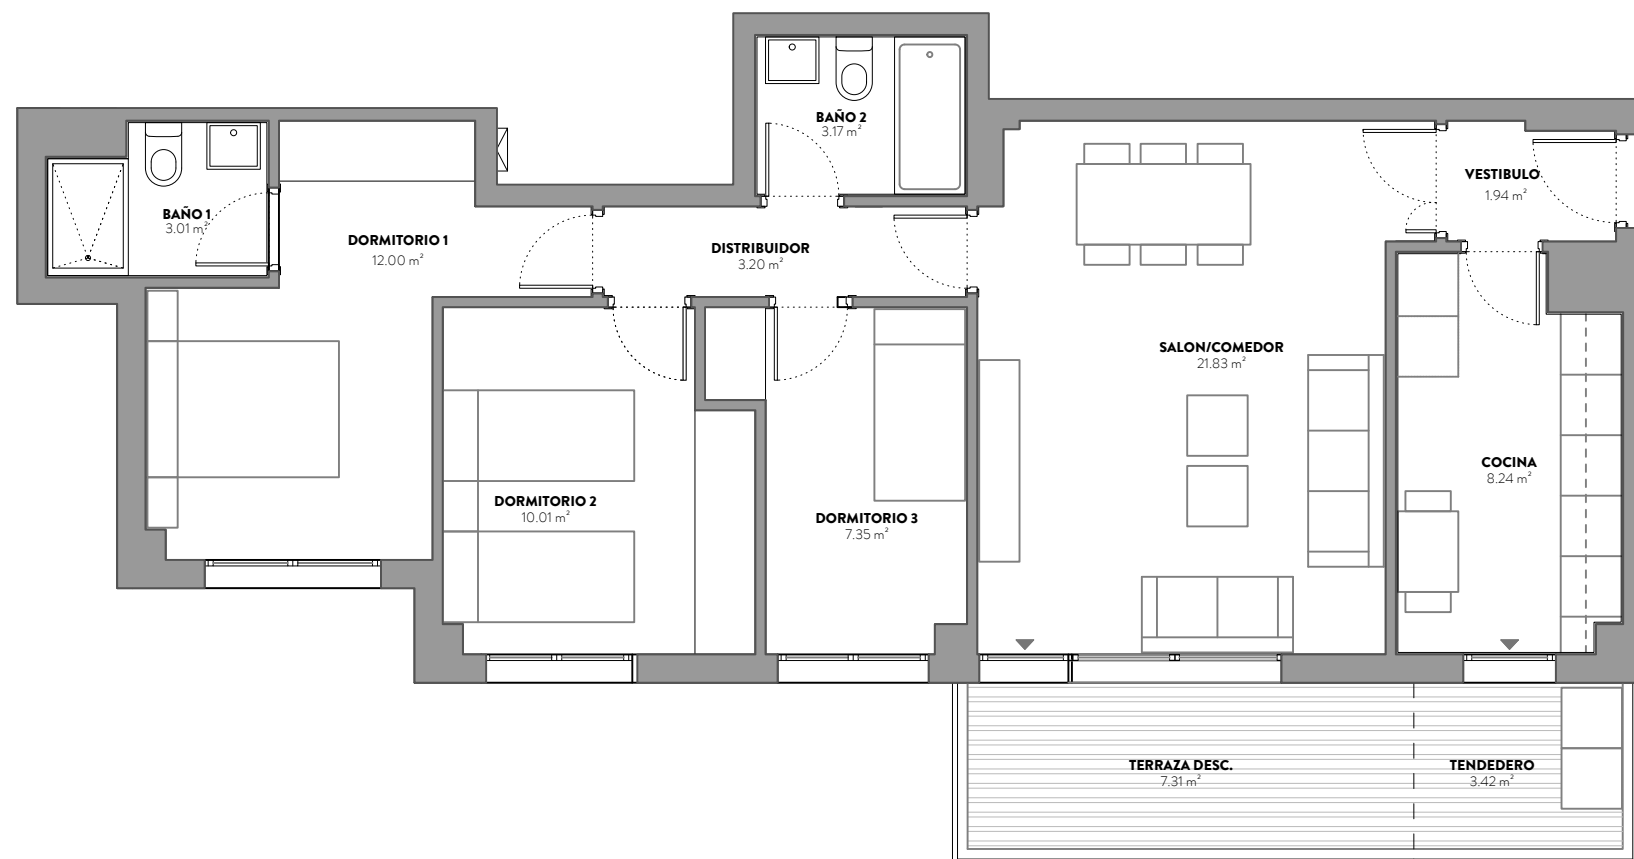 BAÑO 2
3.17 m²
VESTIBULO
1.94 m²
BAÑO 1
3.01 m²
DORMITORIO 1
12.00 m²
DISTRIBUIDOR
3.20 m²
SALON/COMEDOR
21.83 m²
COCINA
8.24 m²
DORMITORIO 2
10.01 m²
DORMITORIO 3
7.35 m²
TERRAZA DESC.
7.31 m²
TENDEDERO
3.42 m²